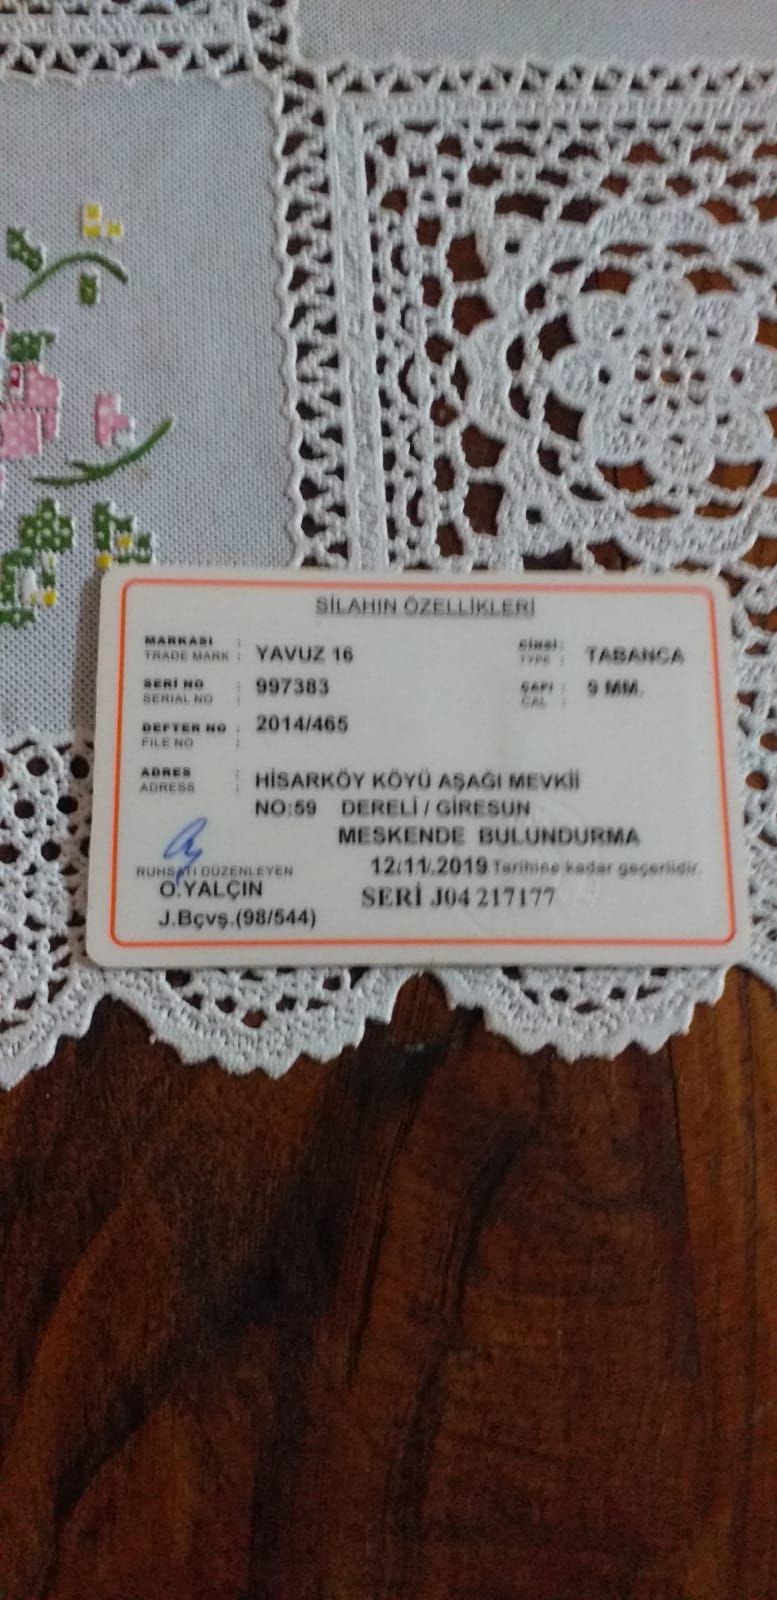 SİLAHIN ÖZELLİKLERİ
MARKASI : YAVUZ 16 CİNSİ : TABANCA
TRADE MARK : TYPE :
SERİ NO : 997383 ÇAPI : 9 MM.
SERIAL NO CAL :
DEFTER NO : 2014/465
FILE NO :
ADRES : HİSARKÖY KÖYÜ AŞAĞI MEVKİİ
ADRESS :
NO:59 DERELİ / GİRESUN
MESKENDE BULUNDURMA
RUHSATI DÜZENLEYEN 12/11/2019 Tarihine kadar geçerlidir.
O.YALÇIN SERİ J04 217177
J.Bçvş.(98/544)